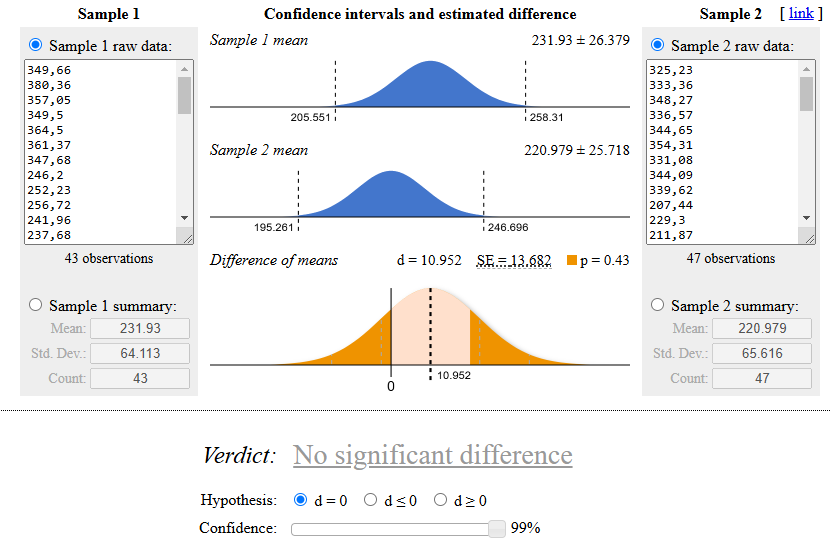 Sample 1
Confidence intervals and estimated difference
Sample 2 [ link ]
Sample 1 raw data:
349,66
380,36
357,05
349,5
364,5
361,37
347,68
246,2
252,23
256,72
241,96
237,68
43 observations
Sample 1 summary:
Mean: 231.93
Std. Dev.: 64.113
Count: 43
Sample 1 mean 231.93 ± 26.379
205.551 258.31
Sample 2 mean 220.979 ± 25.718
195.261 246.696
Difference of means d = 10.952 SE = 13.682 p = 0.43
10.952
0
Sample 2 raw data:
325,23
333,36
348,27
336,57
344,65
354,31
331,08
344,09
339,62
207,44
229,3
211,87
47 observations
Sample 2 summary:
Mean: 220.979
Std. Dev.: 65.616
Count: 47
Verdict: No significant difference
Hypothesis: d = 0 d ≤ 0 d ≥ 0
Confidence: 99%